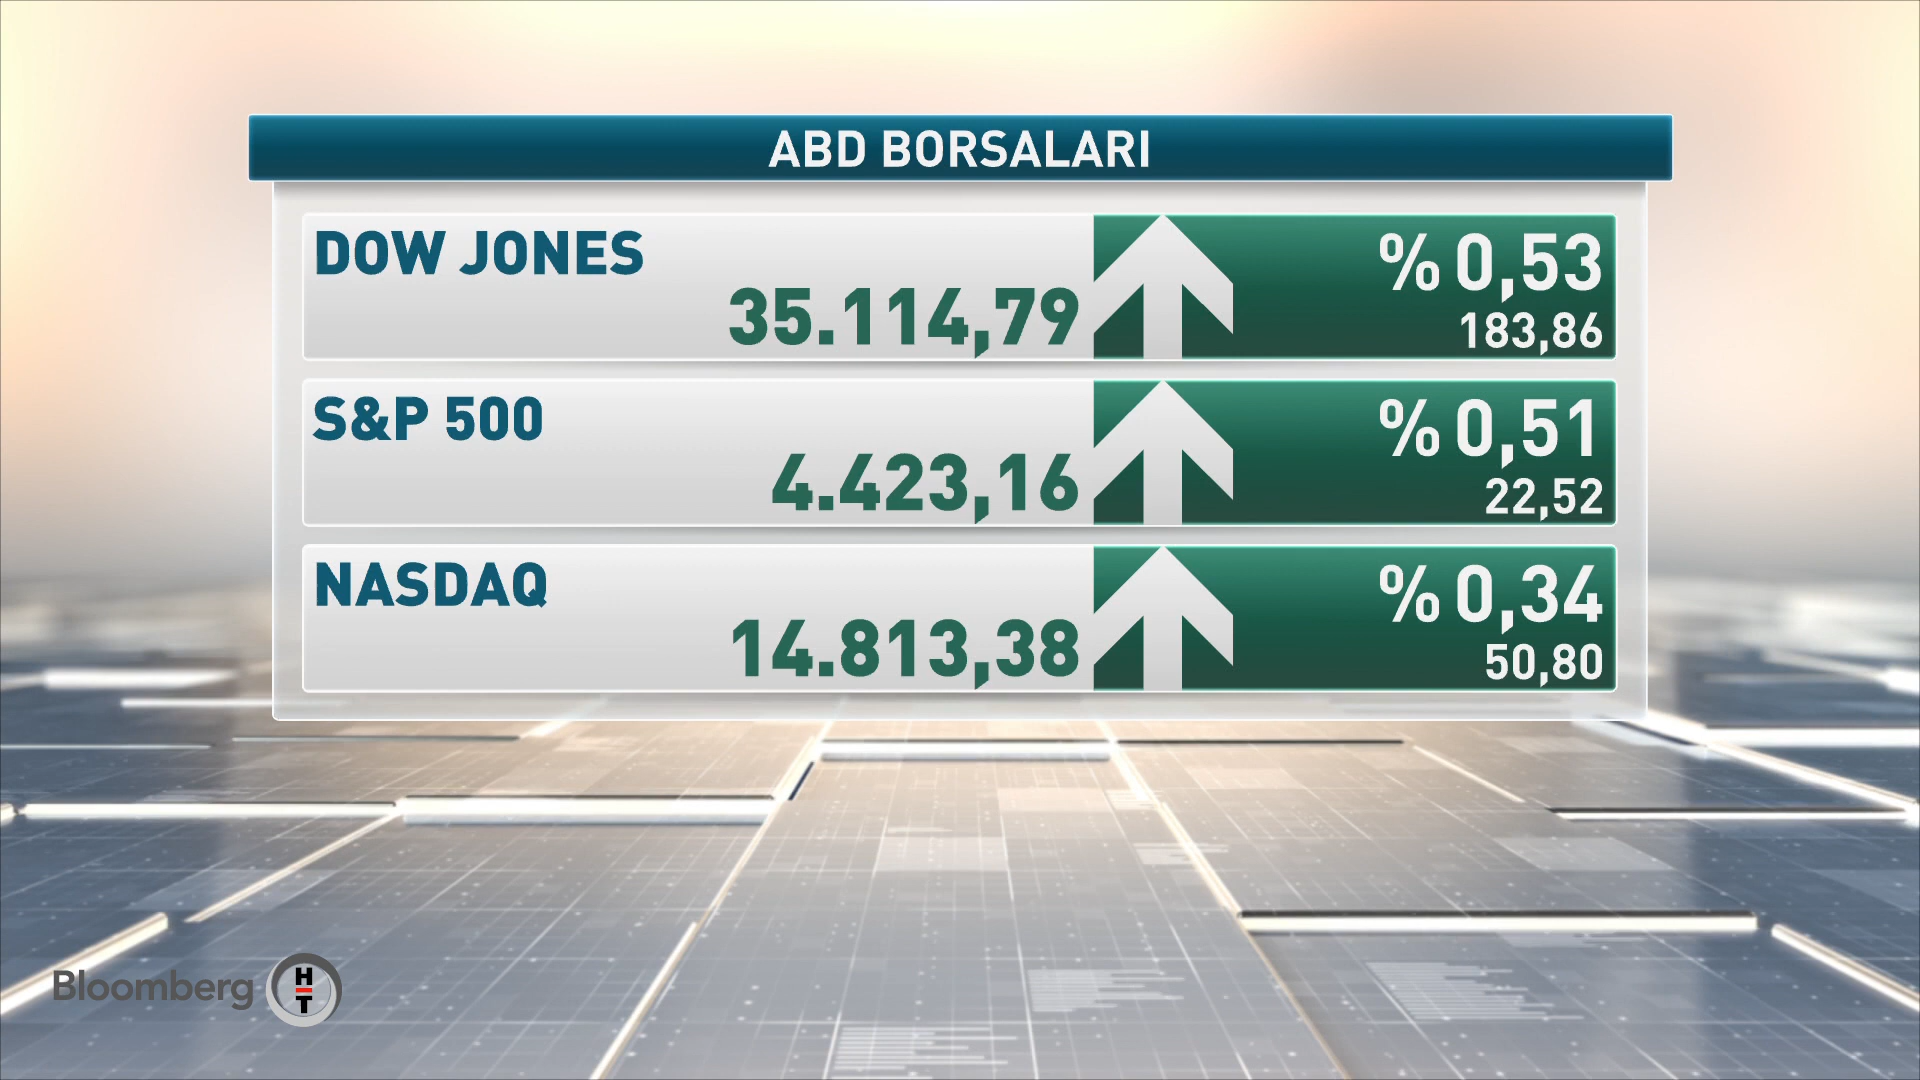 ABD BORSALARI
DOW JONES
35.114,79
% 0,53
183,86
S&P 500
4.423,16
% 0,51
22,52
NASDAQ
14.813,38
% 0,34
50,80
Bloomberg HT